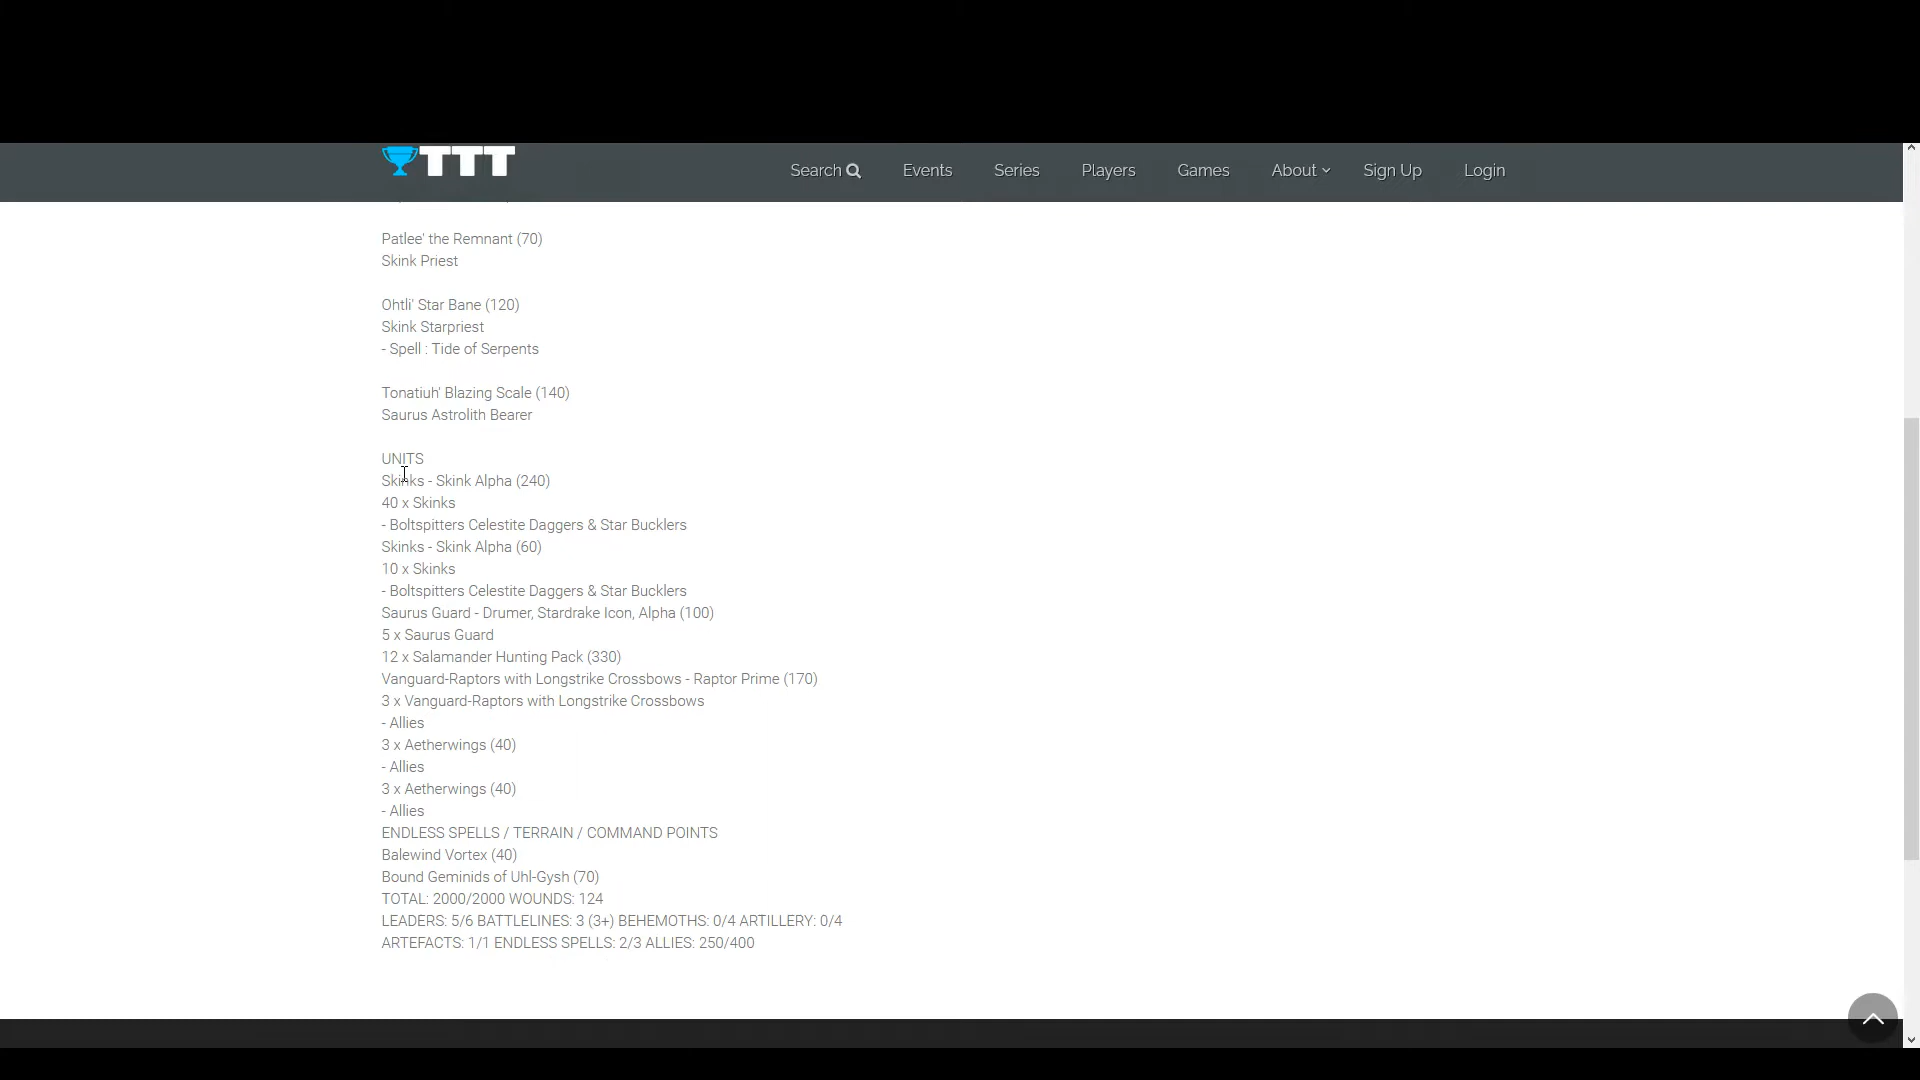 TTT
Search
Events
Series
Players
Games
About
Sign Up
Login
Patlee' the Remnant (70)
Skink Priest
Ohtli' Star Bane (120)
Skink Starpriest
- Spell : Tide of Serpents
Tonatiuh' Blazing Scale (140)
Saurus Astrolith Bearer
UNITS
Skinks - Skink Alpha (240)
40 x Skinks
- Boltspitters Celestite Daggers & Star Bucklers
Skinks - Skink Alpha (60)
10 x Skinks
- Boltspitters Celestite Daggers & Star Bucklers
Saurus Guard - Drumer, Stardrake Icon, Alpha (100)
5 x Saurus Guard
12 x Salamander Hunting Pack (330)
Vanguard-Raptors with Longstrike Crossbows - Raptor Prime (170)
3 x Vanguard-Raptors with Longstrike Crossbows
- Allies
3 x Aetherwings (40)
- Allies
3 x Aetherwings (40)
- Allies
ENDLESS SPELLS / TERRAIN / COMMAND POINTS
Balewind Vortex (40)
Bound Geminids of Uhl-Gysh (70)
TOTAL: 2000/2000 WOUNDS: 124
LEADERS: 5/6 BATTLELINES: 3 (3+) BEHEMOTHS: 0/4 ARTILLERY: 0/4
ARTEFACTS: 1/1 ENDLESS SPELLS: 2/3 ALLIES: 250/400